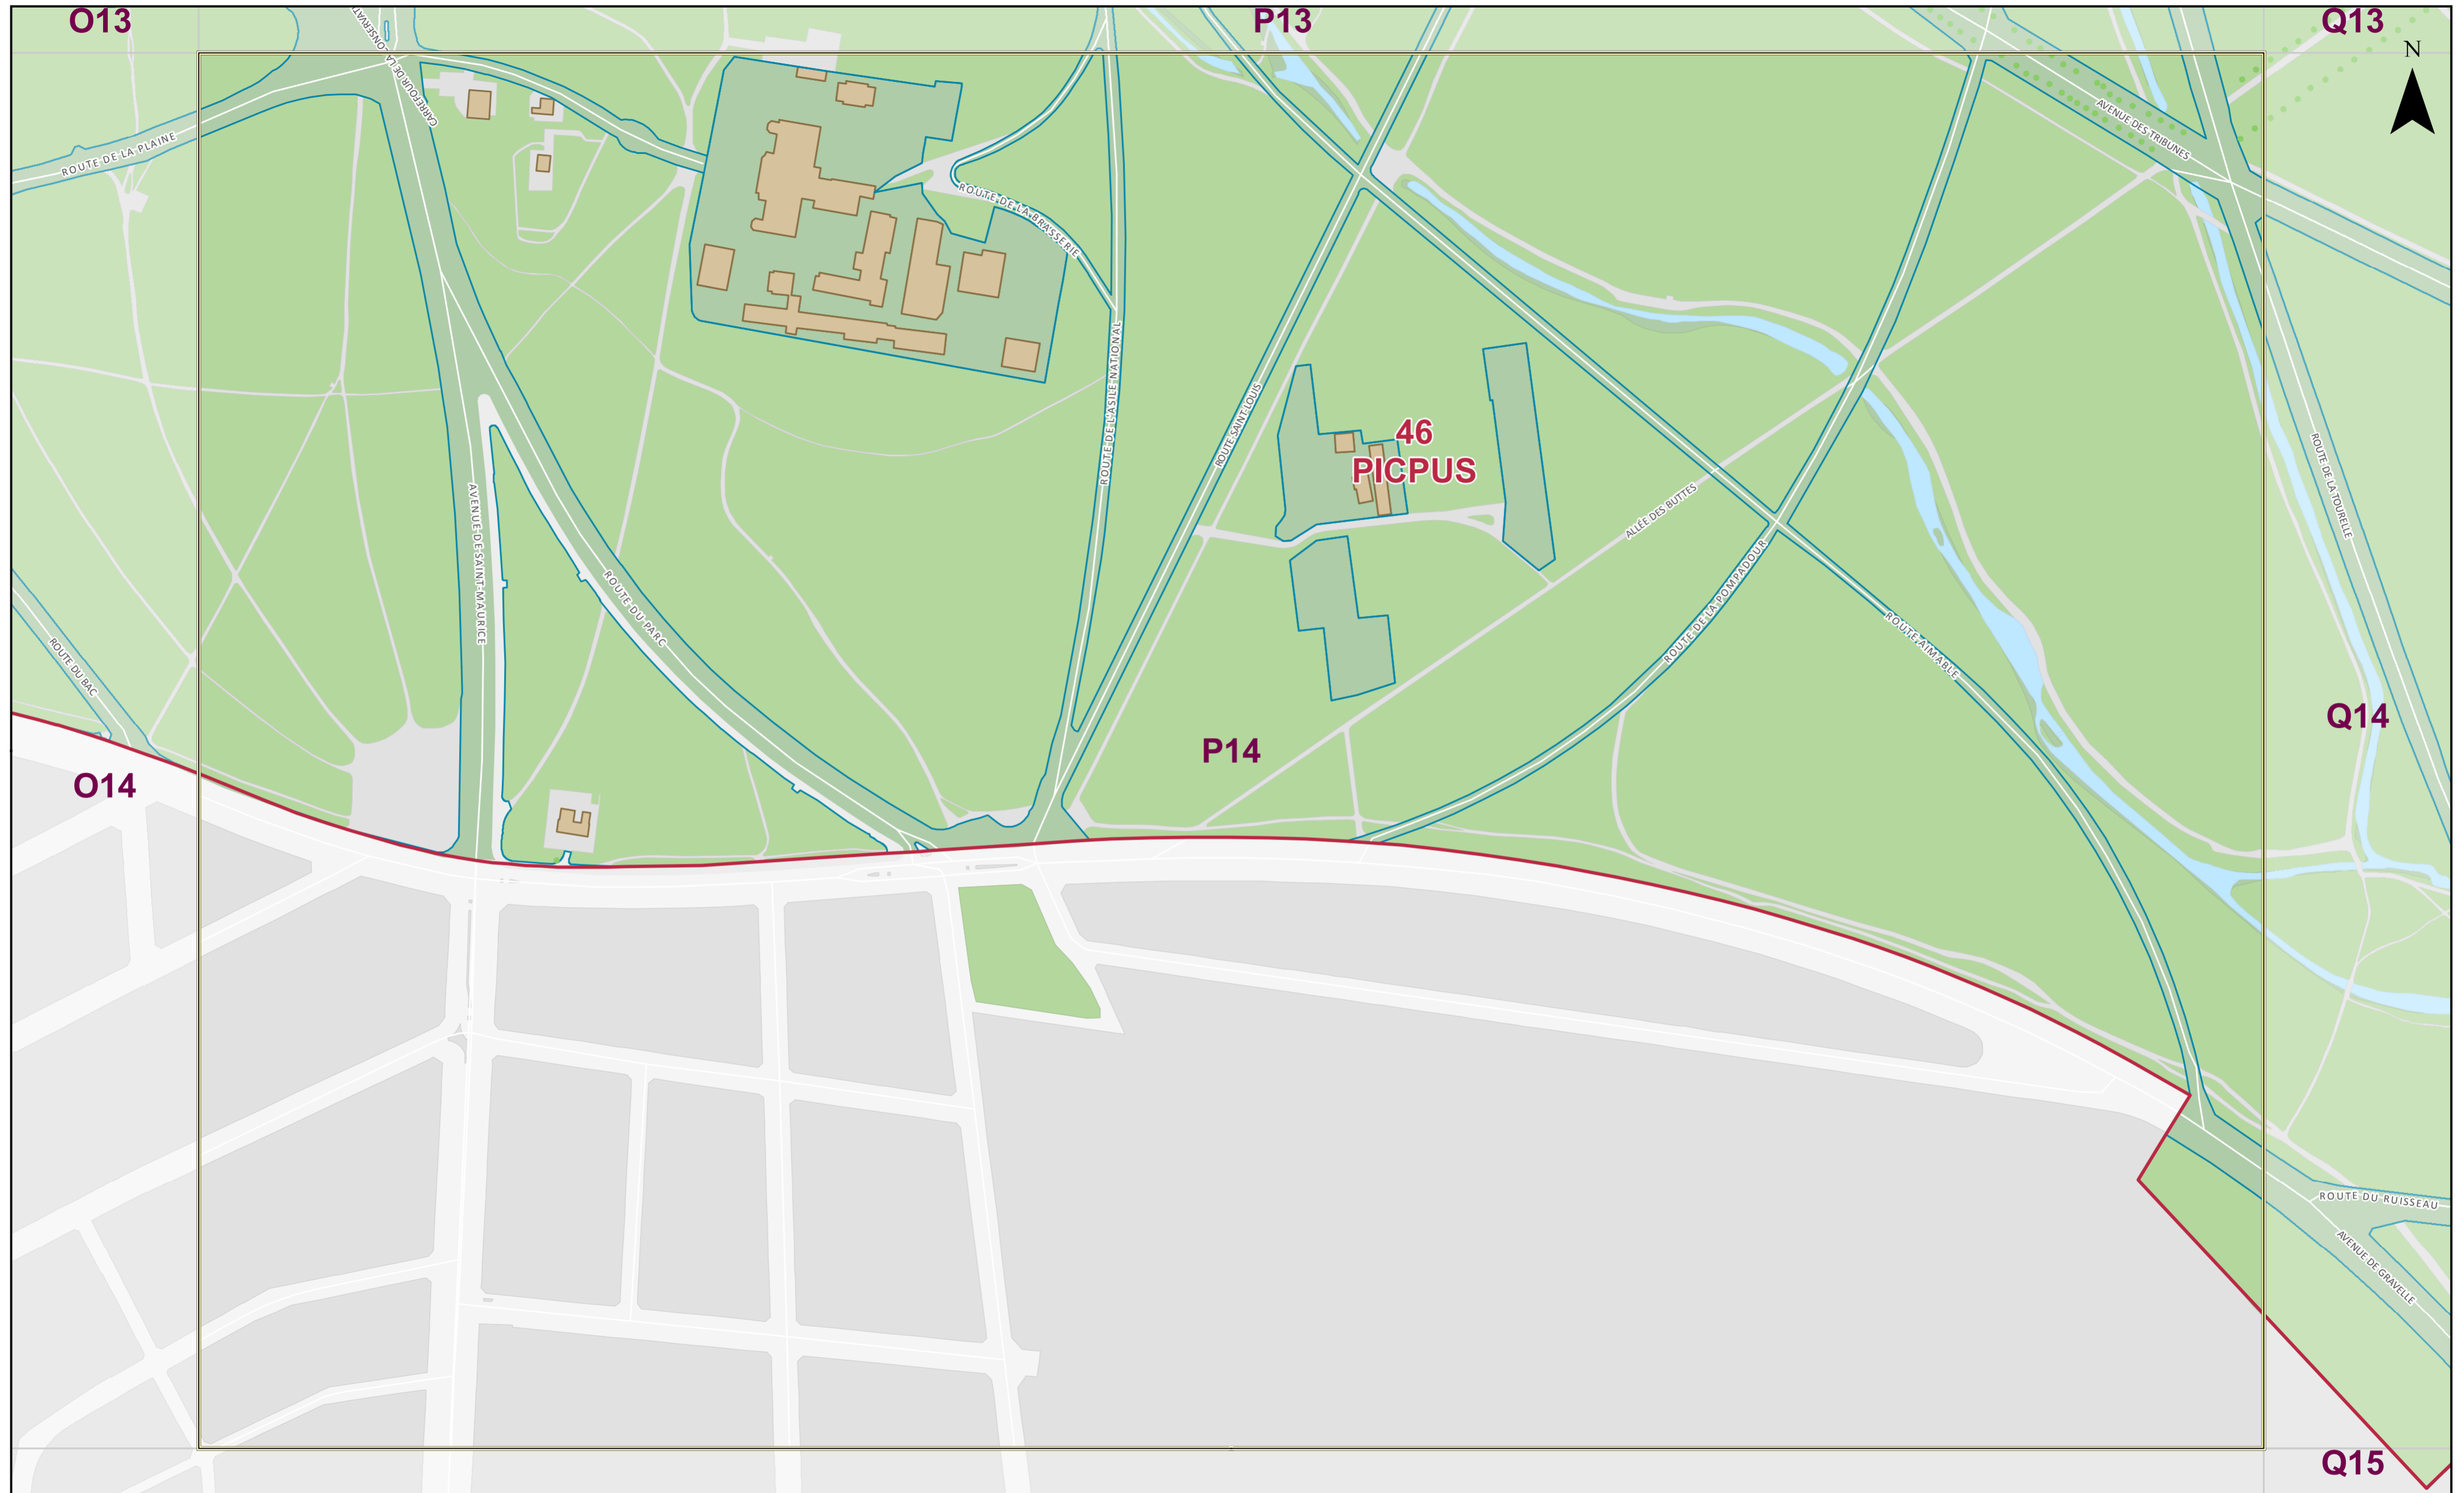 O13
P13
Q13
N
CARREFOUR DE LA CONSERVATI
AVENUE DES TRIBUNES
ROUTE DE LA PLAINE
ROUTE DE LA BRASSERIE
ROUTE DE L'ASILE NATIONAL
ROUTE SAINT-LOUIS
46
PICPUS
ROUTE DE LA TOURELLE
ALLÉE DES BUTTES
AVENUE DE SAINT-MAURICE
ROUTE DU PARC
ROUTE DE LA POMPADOUR
ROUTE AIMABLE
ROUTE DU BAC
Q14
P14
O14
ROUTE DU RUISSEAU
AVENUE DE GRAVELLE
Q15